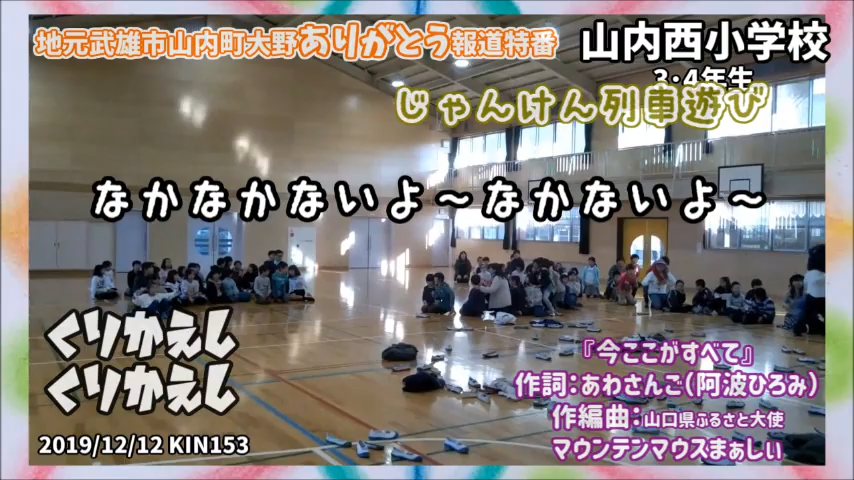 地元武雄市山内町大野ありがとう報道特番
山内西小学校
3・4年生
じゃんけん列車遊び
なかなかないよ～なかないよ～
くりかえし
くりかえし
『今ここがすべて』
作詞：あわさんご（阿波ひろみ）
作編曲：山口県ふるさと大使
マウンテンマウスまぁしぃ
2019/12/12 KIN153